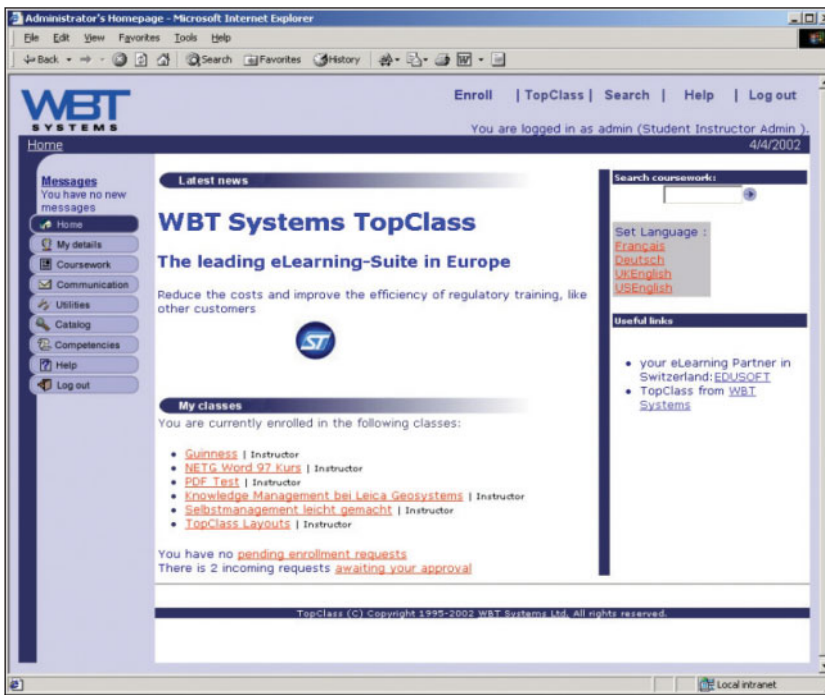 Administrator's Homepage - Microsoft Internet Explorer
File Edit View Favorites Tools Help
Back Search Favorites History
WBT
SYSTEMS
Enroll | TopClass | Search | Help | Log out
You are logged in as admin (Student Instructor Admin ).
Home
4/4/2002
Messages
You have no new
messages
Home
My details
Coursework
Communication
Utilities
Catalog
Competencies
Help
Log out
Latest news
WBT Systems TopClass
The leading eLearning-Suite in Europe
Reduce the costs and improve the efficiency of regulatory training, like
other customers
ST
My classes
You are currently enrolled in the following classes:
Guinness | Instructor
NETG Word 97 Kurs | Instructor
PDF Test | Instructor
Knowledge Management bei Leica Geosystems | Instructor
Selbstmanagement leicht gemacht | Instructor
TopClass Layouts | Instructor
You have no pending enrollment requests
There is 2 incoming requests awaiting your approval
Search coursework:
Set Language :
Français
Deutsch
UKEnglish
USEnglish
Useful links
your eLearning Partner in
Switzerland: EDUSOFT
TopClass from WBT
Systems
TopClass (C) Copyright 1995-2002 WBT Systems Ltd, All rights reserved.
Local intranet